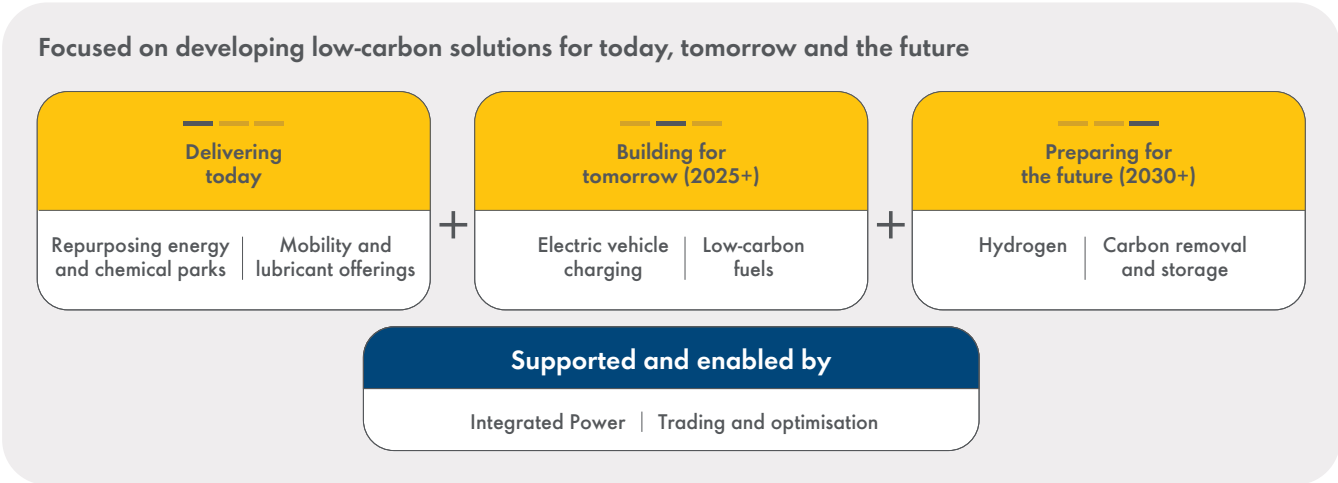 Focused on developing low-carbon solutions for today, tomorrow and the future
Delivering
today
Repurposing energy
and chemical parks
Mobility and
lubricant offerings
+
Building for
tomorrow (2025+)
Electric vehicle
charging
Low-carbon
fuels
+
Preparing for
the future (2030+)
Hydrogen
Carbon removal
and storage
Supported and enabled by
Integrated Power
Trading and optimisation